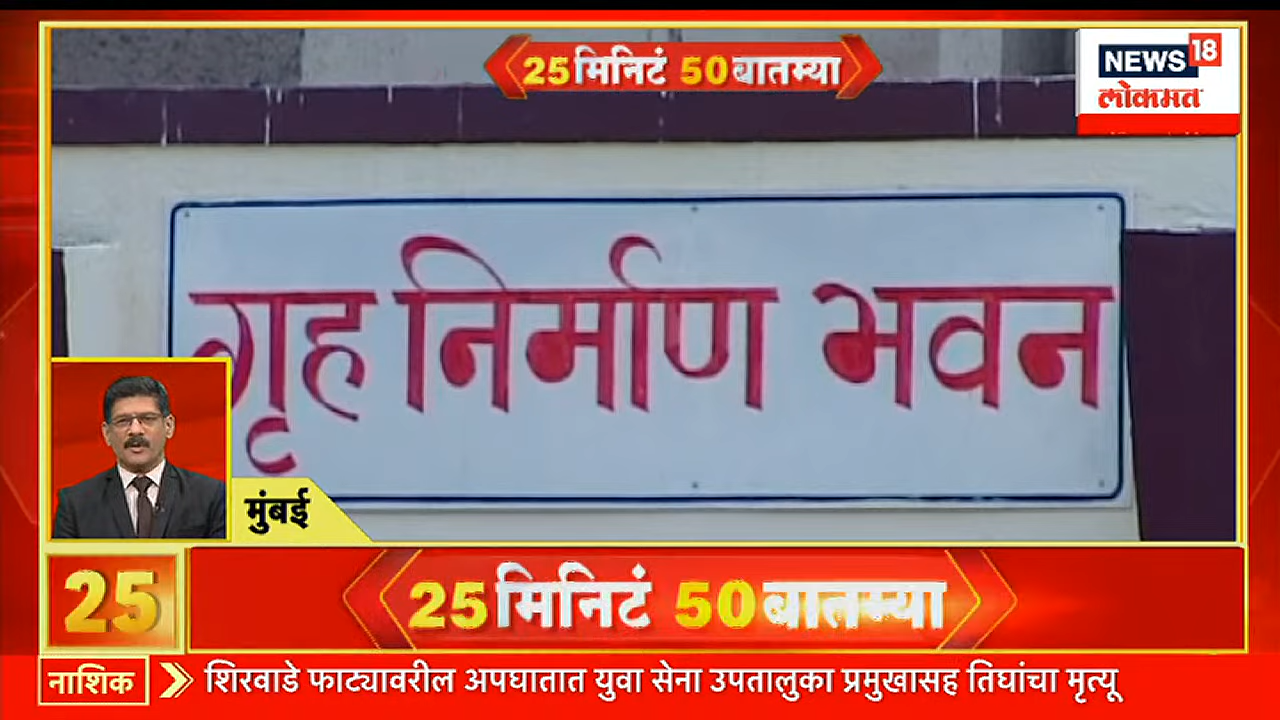 25 मिनिटं 50 बातम्या
NEWS 18
लोकमत
गृह निर्माण भवन
मुंबई
25
25 मिनिटं 50 बातम्या
नाशिक
शिरवाडे फाट्यावरील अपघातात युवा सेना उपतालुका प्रमुखासह तिघांचा मृत्यू